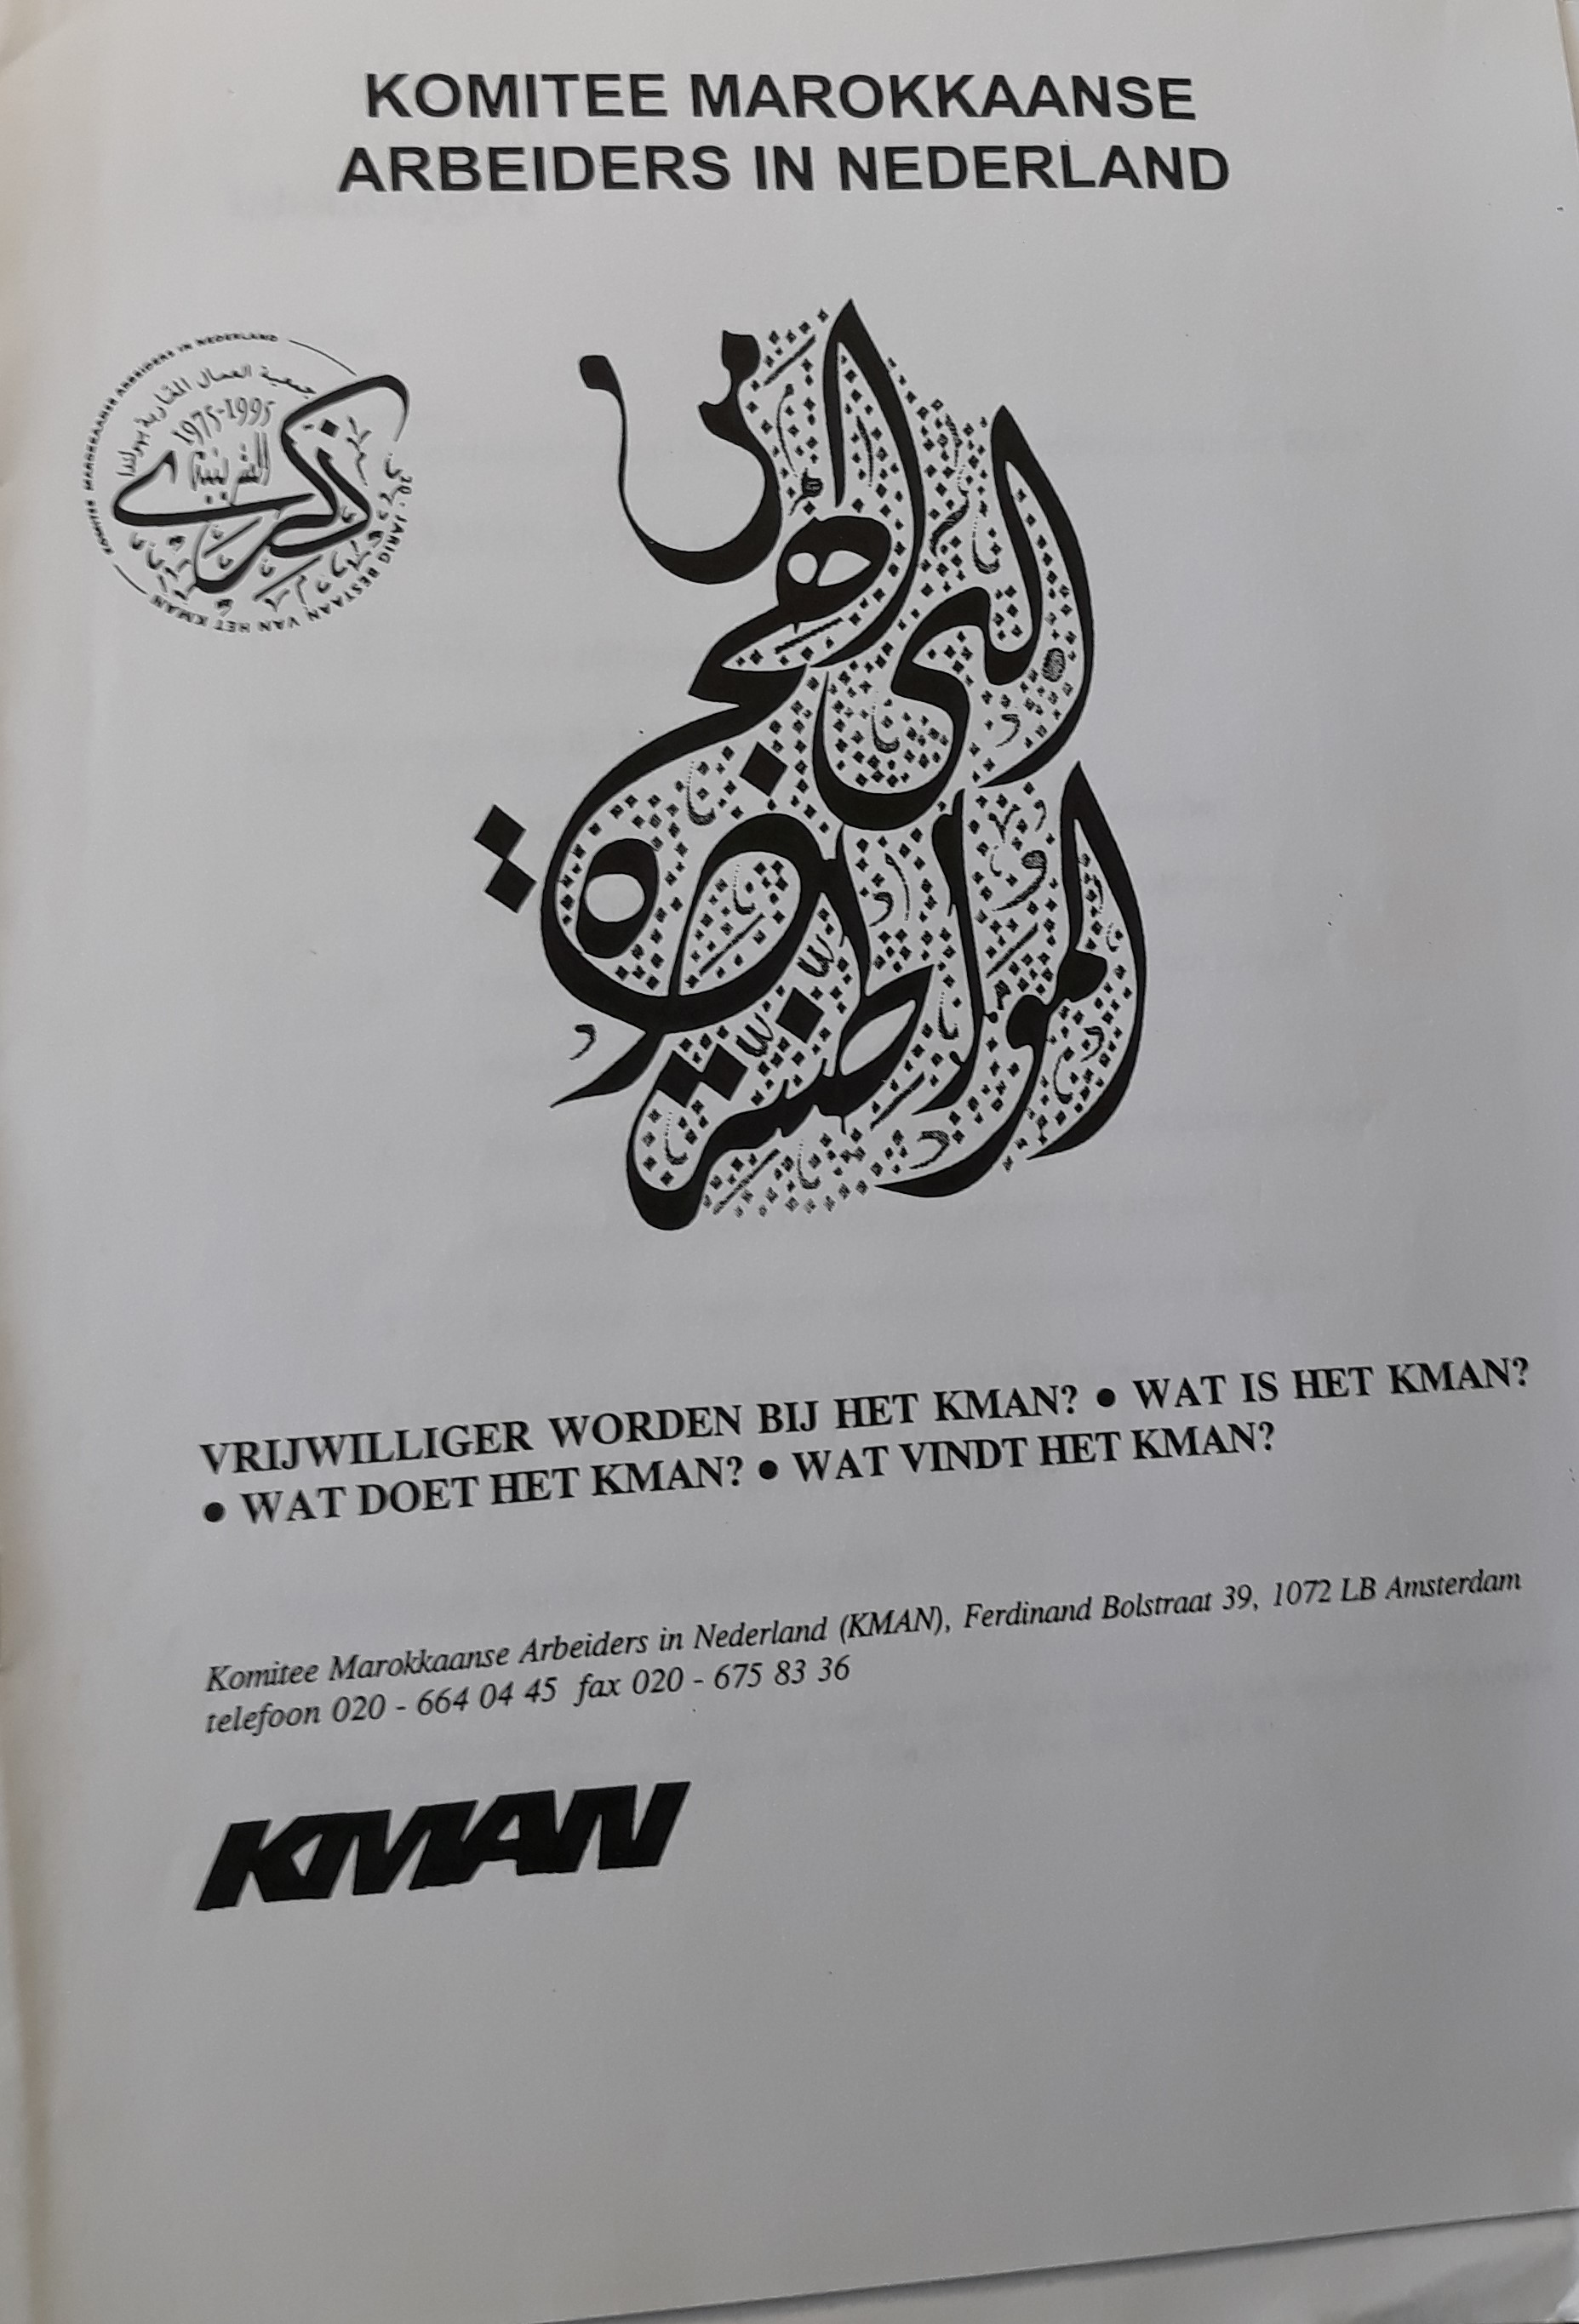 KOMITEE MAROKKAANSE
ARBEIDERS IN NEDERLAND
KOMITEE MAROKKAANSE ARBEIDERS IN NEDERLAND
جمعية العمال المغاربة بهولندا
1975-1995
ذكرى
العشرينية
20-JARIG BESTAAN VAN HET KMAN
من
الهجرة
الى
المواطنة
VRIJWILLIGER WORDEN BIJ HET KMAN? ● WAT IS HET KMAN?
● WAT DOET HET KMAN? ● WAT VINDT HET KMAN?
Komitee Marokkaanse Arbeiders in Nederland (KMAN), Ferdinand Bolstraat 39, 1072 LB Amsterdam
telefoon 020 - 664 04 45 fax 020 - 675 83 36
KMAN